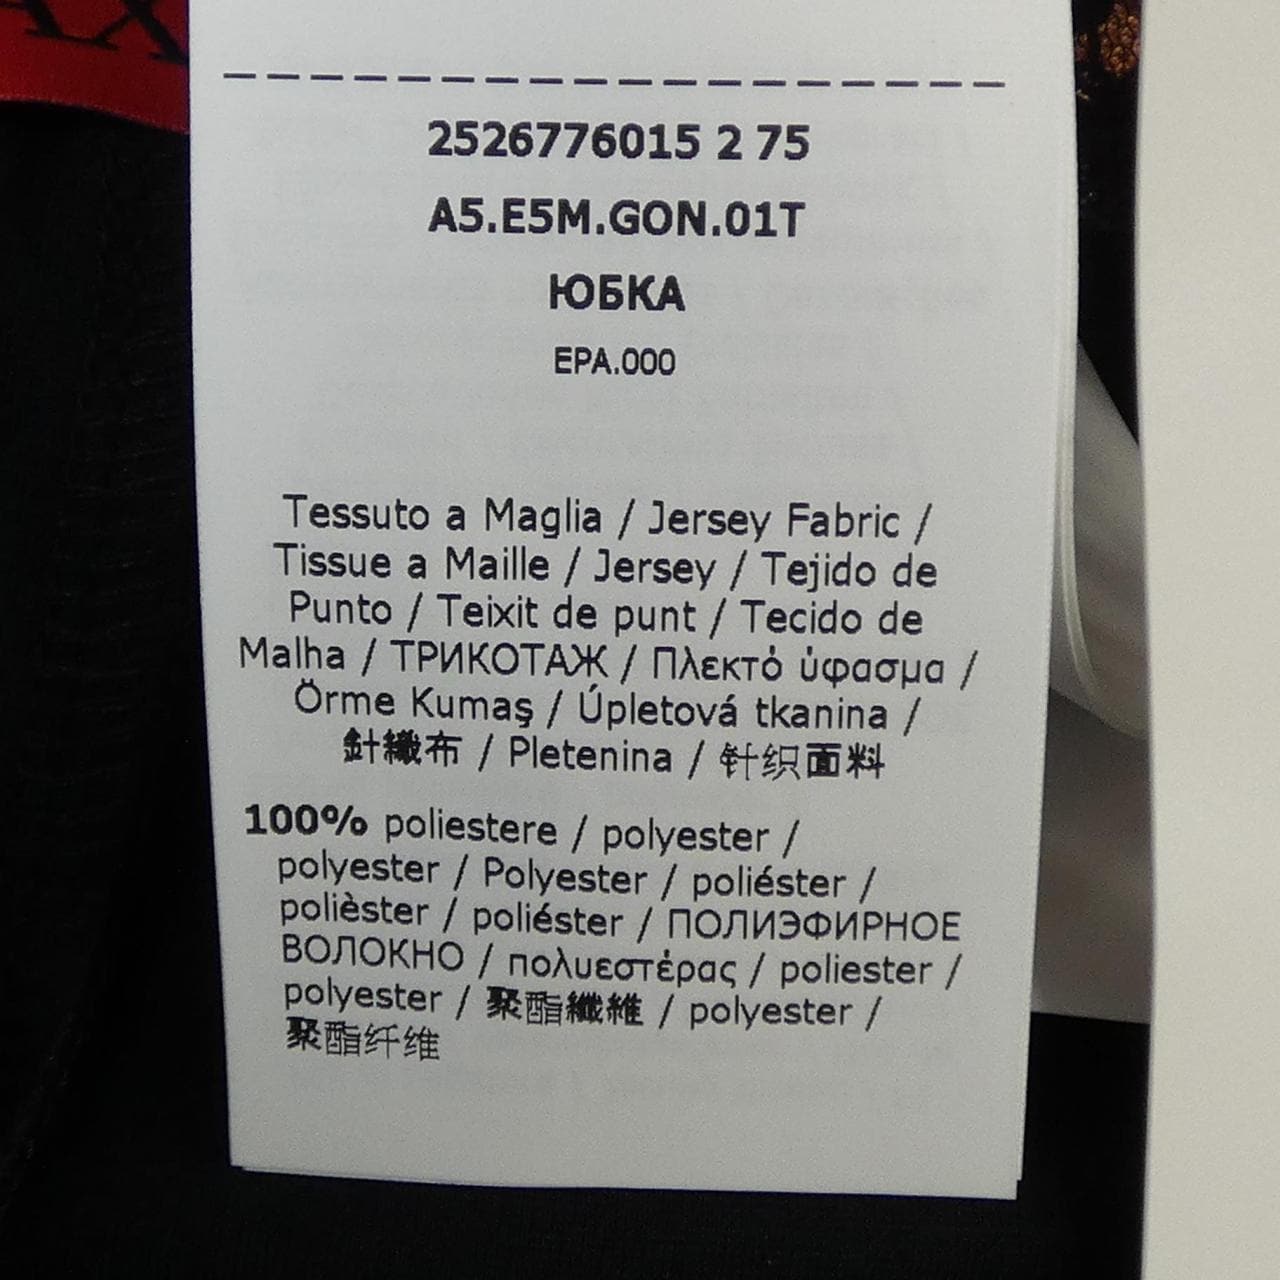 AX
2526776015 2 75
A5.E5M.GON.01T
ЮБКА
EPA.000
Tessuto a Maglia / Jersey Fabric /
Tissue a Maille / Jersey / Tejido de
Punto / Teixit de punt / Tecido de
Malha / ТРИКОТАЖ / Πλεκτό ύφασμα /
Örme Kumaş / Úpletová tkanina /
針織布 / Pletenina / 针织面料
100% poliestere / polyester /
polyester / Polyester / poliéster /
polièster / poliéster / ПОЛИЭФИРНОЕ
ВОЛОКНО / πολυεστέρας / poliester /
polyester / 聚酯纖維 / polyester /
聚酯纤维